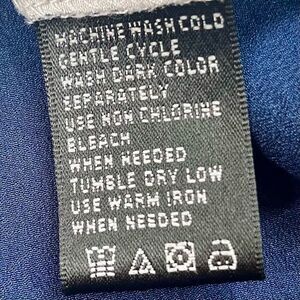 MACHINE WASH COLD
GENTLE CYCLE
WASH DARK COLOR
SEPARATELY
USE NON CHLORINE
BLEACH
WHEN NEEDED
TUMBLE DRY LOW
USE WARM IRON
WHEN NEEDED